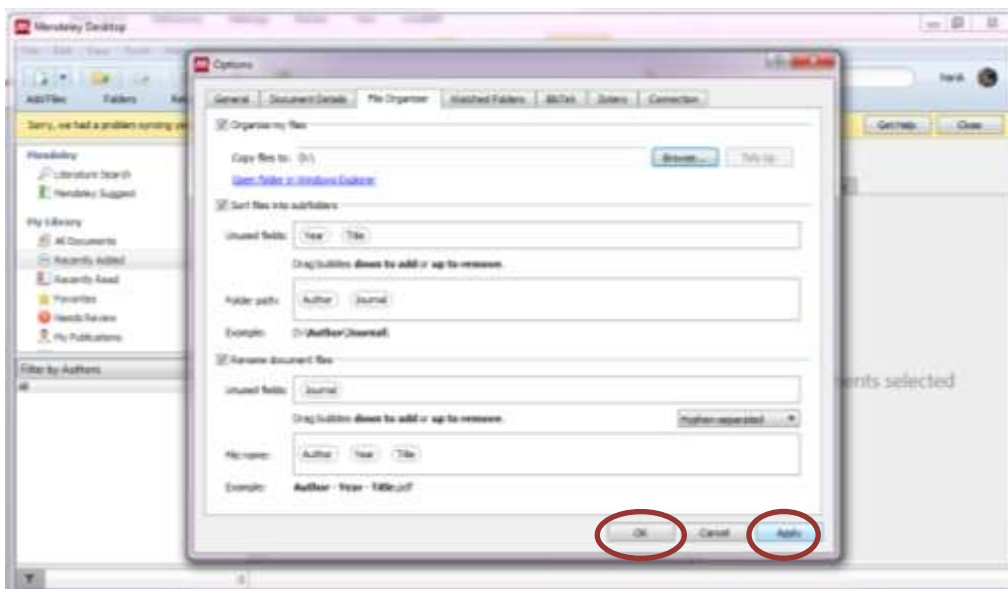 Mendeley Desktop
Options
Add Files
Folders
General
Document Details
File Organiser
Watched Folders
BibTeX
Zotero
Connection
Sorry, we had a problem syncing
Get Help
Close
Organise my files
Copy files to: D:\
Browse...
Tidy Up
Open folder in Windows Explorer
Mendeley
Literature Search
Mendeley Suggest
My Library
All Documents
Recently Added
Recently Read
Favorites
Needs Review
My Publications
Filter by Authors
All
Sort files into subfolders
Unused fields: Year Title
Drag bubbles down to add or up to remove.
Folder path: Author Journal
Example: D:\Author\Journal\
Rename document files
Unused fields: Journal
Drag bubbles down to add or up to remove.
Hyphen separated
File name: Author Year Title
Example: Author - Year - Title.pdf
OK
Cancel
Apply
ents selected